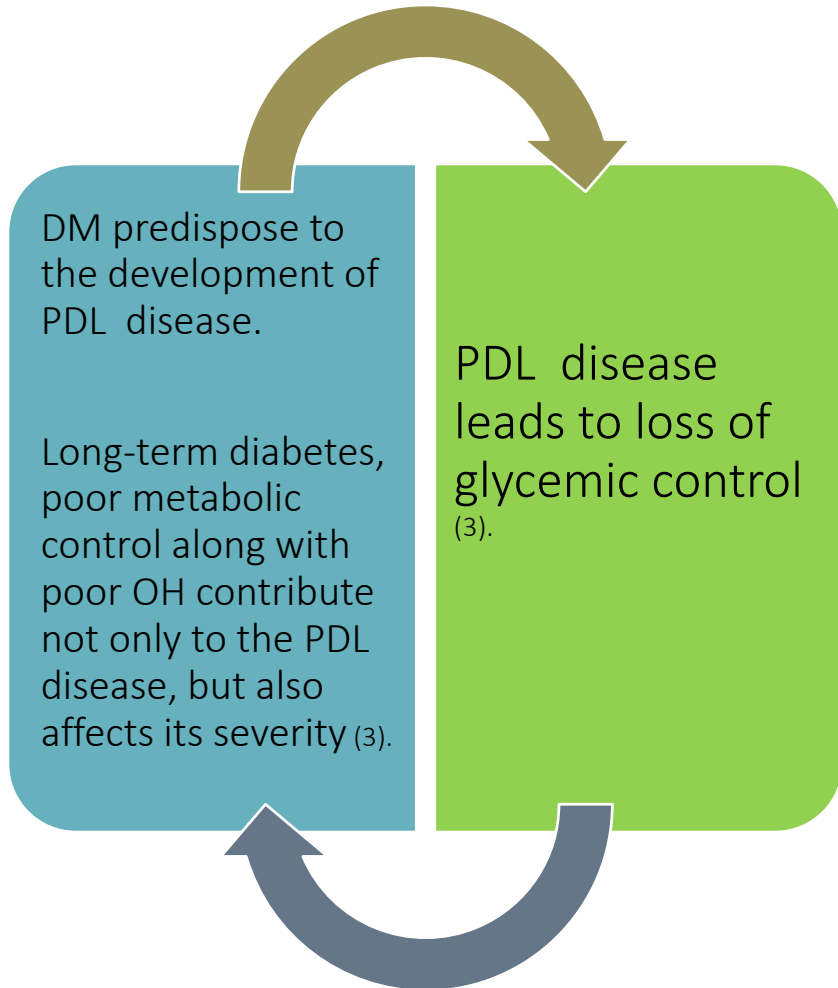 DM predispose to
the development of
PDL  disease.
Long-term diabetes,
poor metabolic
control along with
poor OH contribute
not only to the PDL
disease, but also
affects its severity (3).
PDL  disease
leads to loss of
glycemic control
(3).